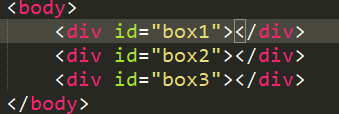 <body>
    <div id="box1"></div>
    <div id="box2"></div>
    <div id="box3"></div>
</body>